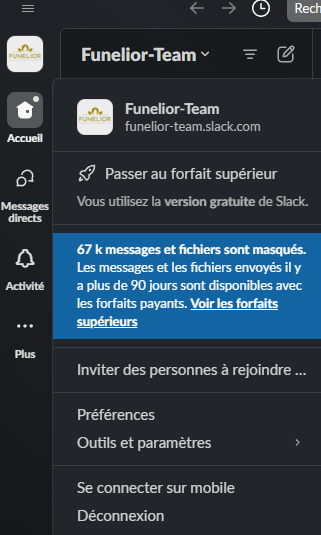 Rech
FUNELIOR
Funelior-Team
FUNELIOR
Funelior-Team
funelior-team.slack.com
Accueil
Passer au forfait supérieur
Vous utilisez la version gratuite de Slack.
Messages
directs
67 k messages et fichiers sont masqués.
Les messages et les fichiers envoyés il y
a plus de 90 jours sont disponibles avec
les forfaits payants. Voir les forfaits
supérieurs
Activité
Plus
Inviter des personnes à rejoindre ...
Préférences
Outils et paramètres
Se connecter sur mobile
Déconnexion